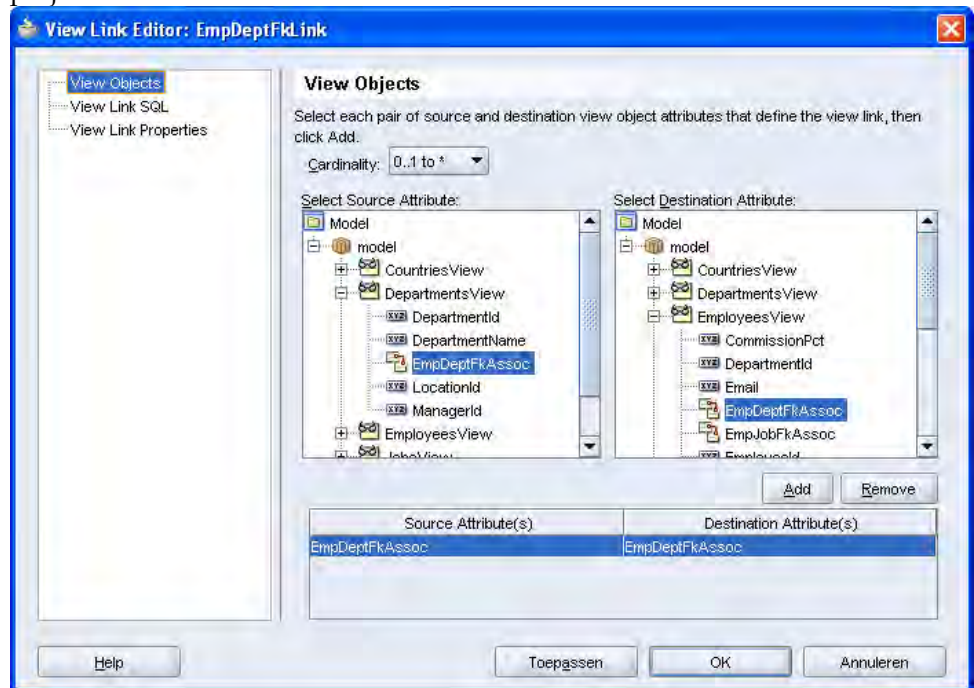 View Link Editor: EmpDeptFkLink
View Objects
View Link SQL
View Link Properties
View Objects
Select each pair of source and destination view object attributes that define the view link, then
click Add.
Cardinality: 0..1 to *
Select Source Attribute:
Model
model
CountriesView
DepartmentsView
DepartmentId
DepartmentName
EmpDeptFkAssoc
LocationId
ManagerId
EmployeesView
JobsView
Select Destination Attribute:
Model
model
CountriesView
DepartmentsView
EmployeesView
CommissionPct
DepartmentId
Email
EmpDeptFkAssoc
EmpJobFkAssoc
EmployeeId
Add Remove
Source Attribute(s) Destination Attribute(s)
EmpDeptFkAssoc EmpDeptFkAssoc
Help Toepassen OK Annuleren